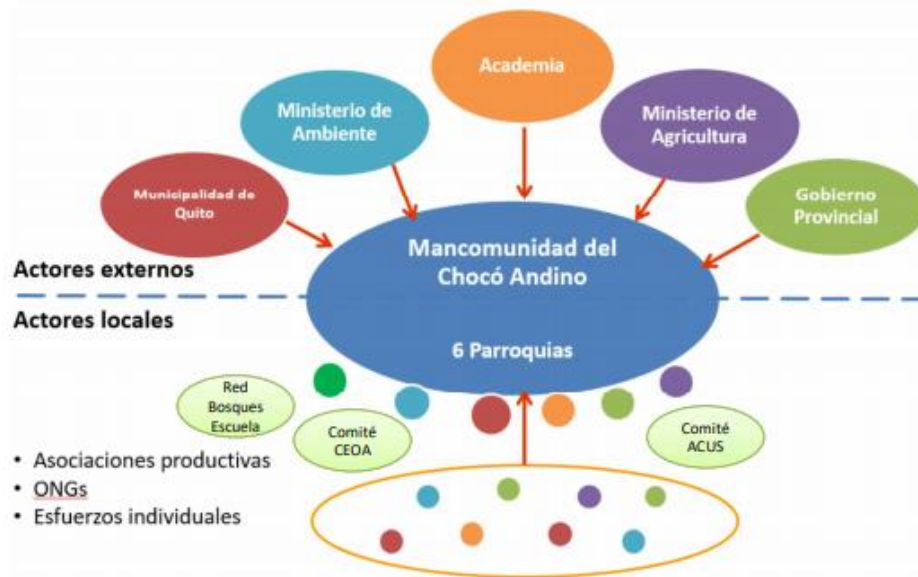 Academia
Ministerio de
Ambiente
Ministerio de
Agricultura
Municipalidad de
Quito
Gobierno
Provincial
Mancomunidad del
Chocó Andino
Actores externos
Actores locales
6 Parroquias
Red
Bosques
Escuela
Comité
CEOA
Comité
ACUS
• Asociaciones productivas
• ONGs
• Esfuerzos individuales